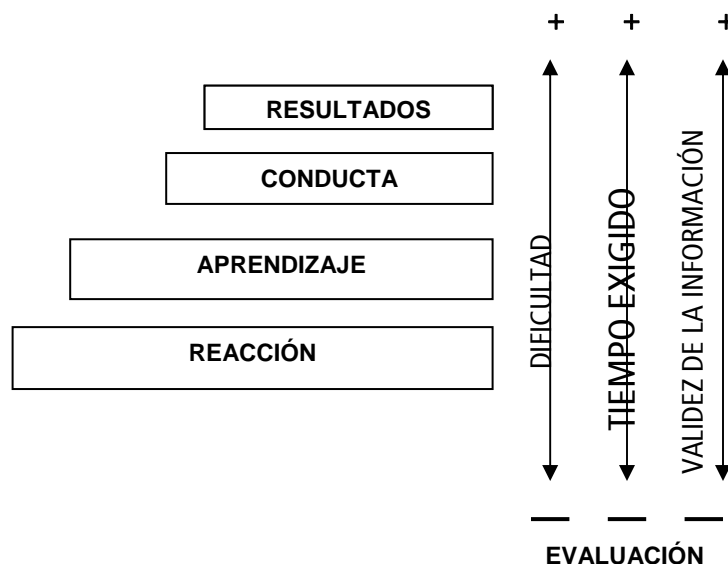 + + +
RESULTADOS
CONDUCTA
APRENDIZAJE
REACCIÓN
DIFICULTAD
TIEMPO EXIGIDO
VALIDEZ DE LA INFORMACIÓN
— — —
EVALUACIÓN